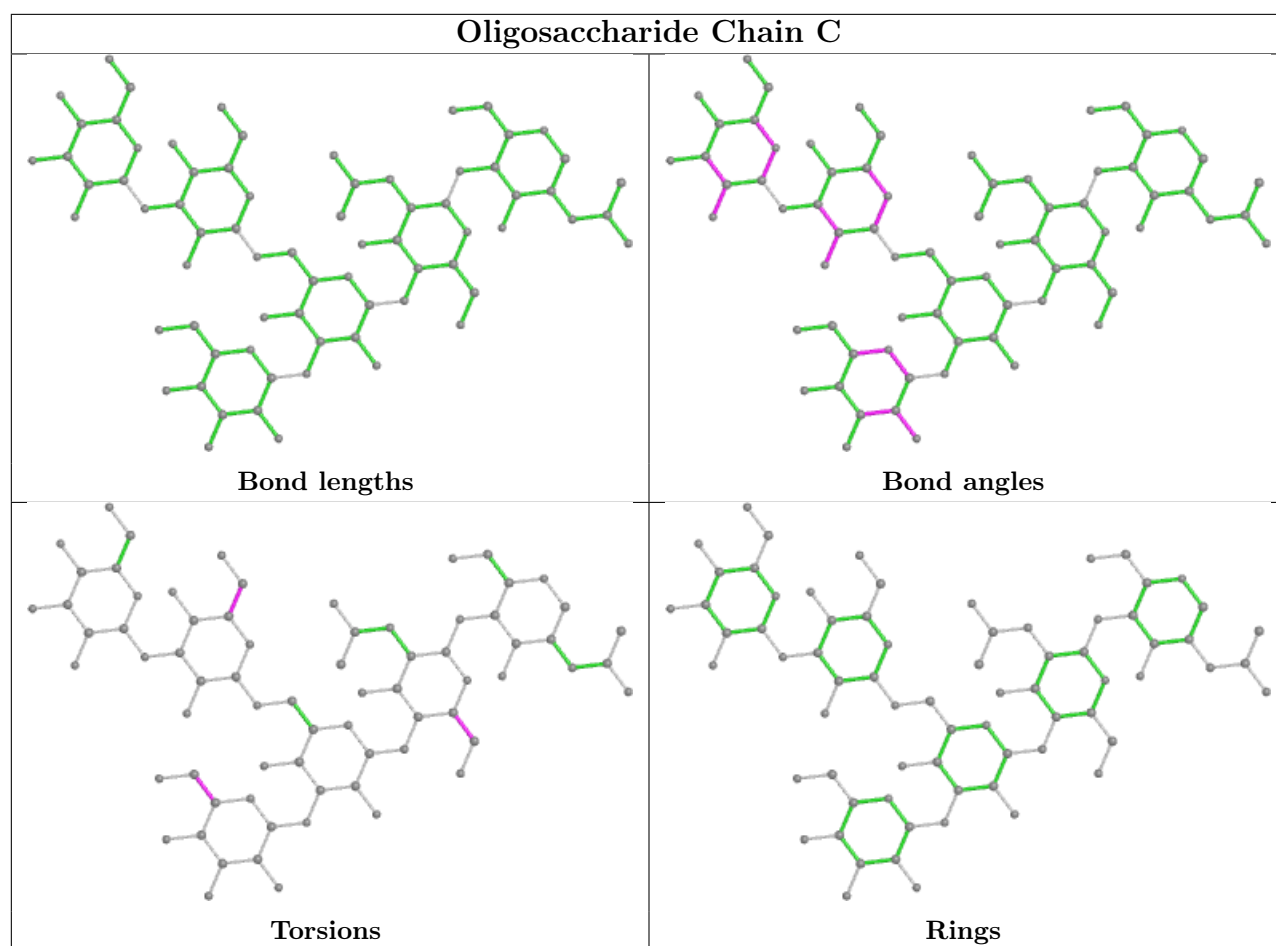 Oligosaccharide Chain C
Bond lengths
Bond angles
Torsions
Rings